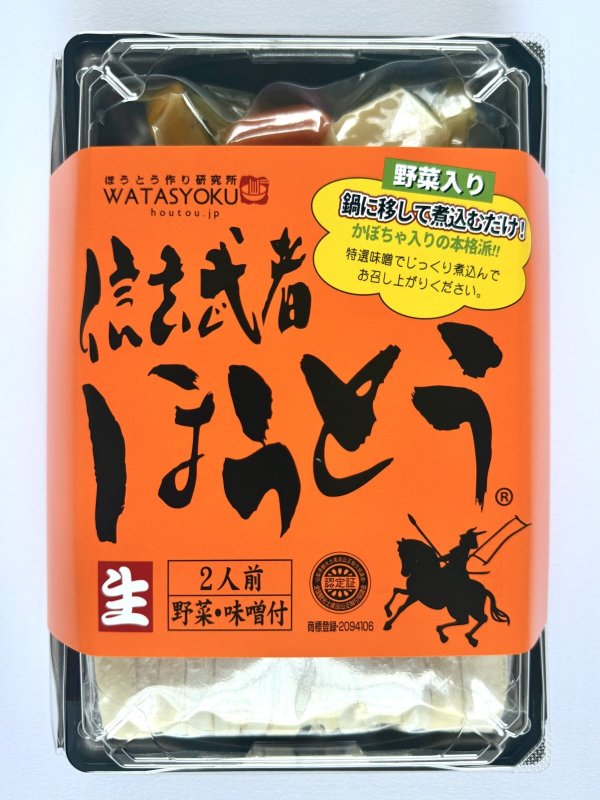 ほうとう作り研究所
WATASYOKU
houtou.jp
野菜入り
鍋に移して煮込むだけ!
かぼちゃ入りの本格派!!
特選味噌でじっくり煮込んで
お召し上がりください。
信玄武者
ほうとう
®
生
2人前
野菜・味噌付
認定証
商標登録・2094106